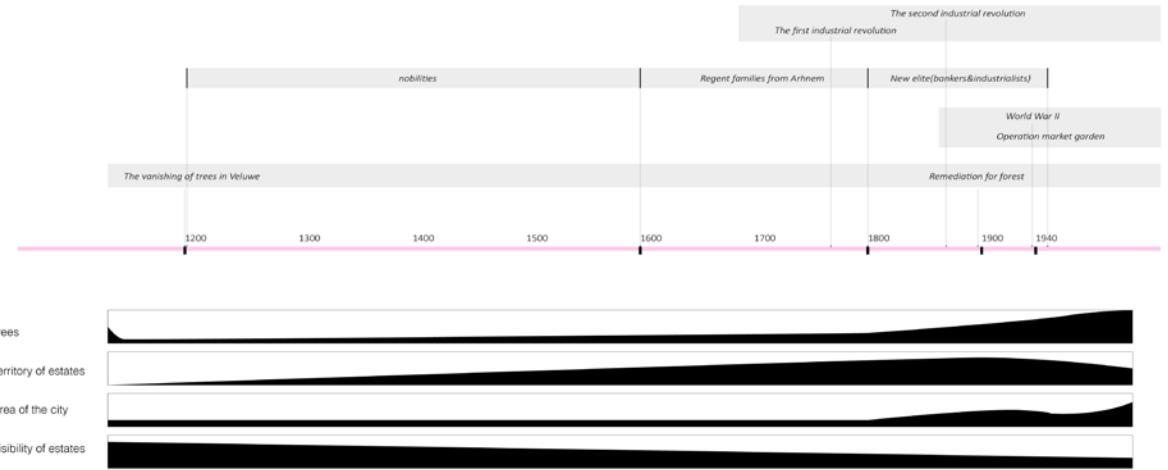 The second industrial revolution
The first industrial revolution
nobilities Regent families from Arhnem New elite(bankers&industrialists)
World War II
Operation market garden
The vanishing of trees in Veluwe Remediation for forest
1200 1300 1400 1500 1600 1700 1800 1900 1940
rees
erritory of estates
rea of the city
isibility of estates